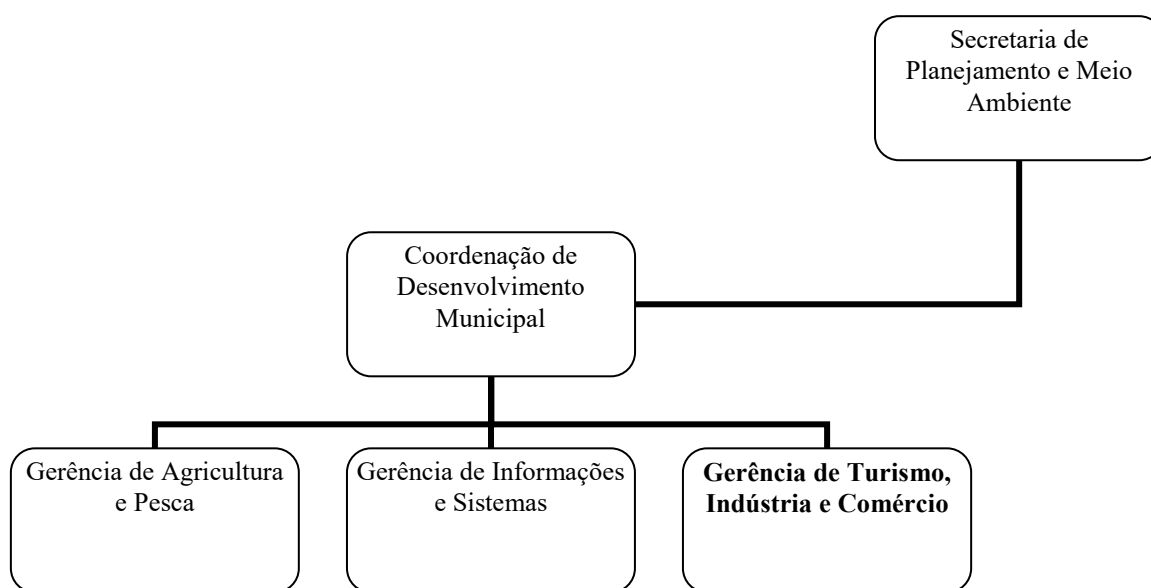 Secretaria de
Planejamento e Meio
Ambiente
Coordenação de
Desenvolvimento
Municipal
Gerência de Agricultura
e Pesca
Gerência de Informações
e Sistemas
Gerência de Turismo,
Indústria e Comércio